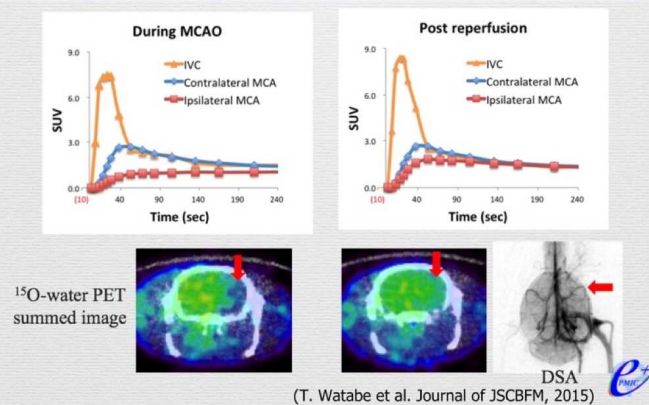 During MCAO
9.0
6.0
3.0
0.0
SUV
IVC
Contralateral MCA
Ipsilateral MCA
(10)
40
90
140
190
240
Time (sec)
Post reperfusion
9.0
6.0
3.0
0.0
SUV
IVC
Contralateral MCA
Ipsilateral MCA
(10)
40
90
140
190
240
Time (sec)
¹⁵O-water PET
summed image
DSA
(T. Watabe et al. Journal of JSCBFM, 2015)
e+
PMIC